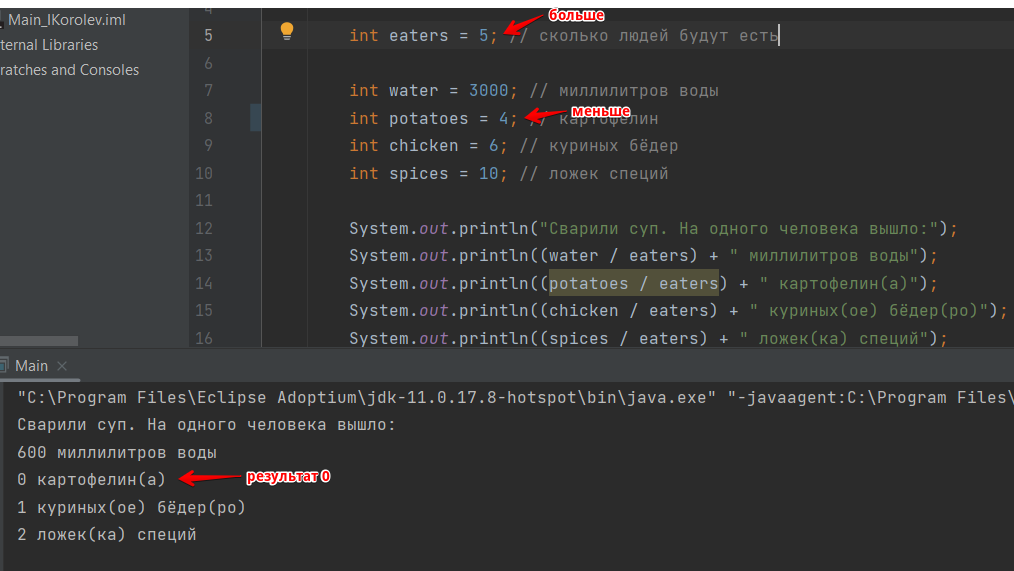 Main_IKorolev.iml
ternal Libraries
ratches and Consoles
4
5 int eaters = 5; // сколько людей будут есть
больше
6
7 int water = 3000; // миллилитров воды
8 int potatoes = 4; // картофелин
меньше
9 int chicken = 6; // куриных бёдер
10 int spices = 10; // ложек специй
11
12 System.out.println("Сварили суп. На одного человека вышло:");
13 System.out.println((water / eaters) + " миллилитров воды");
14 System.out.println((potatoes / eaters) + " картофелин(а)");
15 System.out.println((chicken / eaters) + " куриных(ое) бёдер(ро)");
16 System.out.println((spices / eaters) + " ложек(ка) специй");
Main
"C:\Program Files\Eclipse Adoptium\jdk-11.0.17.8-hotspot\bin\java.exe" "-javaagent:C:\Program Files\
Сварили суп. На одного человека вышло:
600 миллилитров воды
0 картофелин(а)
результат 0
1 куриных(ое) бёдер(ро)
2 ложек(ка) специй